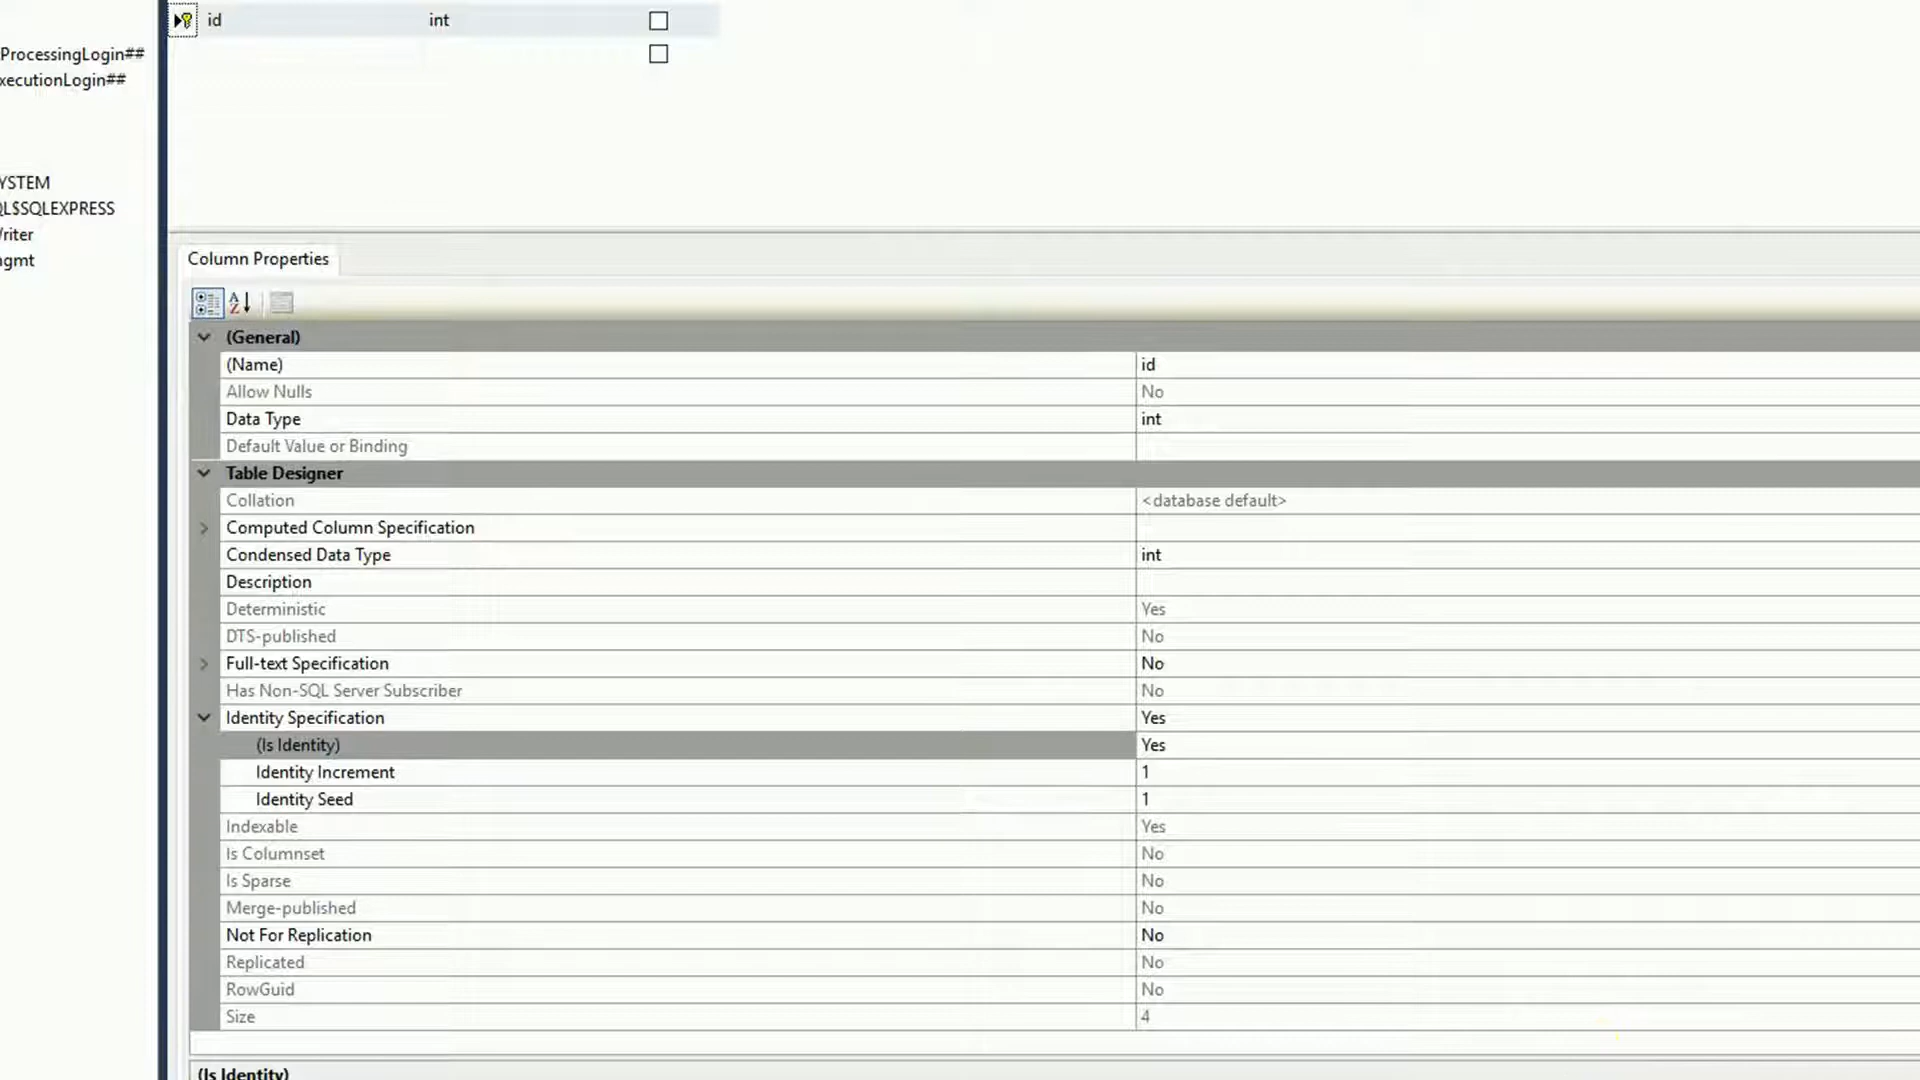 id int
ProcessingLogin##
xecutionLogin##
YSTEM
QL$SQLEXPRESS
Writer
mgmt
Column Properties
(General)
(Name) id
Allow Nulls No
Data Type int
Default Value or Binding
Table Designer
Collation <database default>
Computed Column Specification
Condensed Data Type int
Description
Deterministic Yes
DTS-published No
Full-text Specification No
Has Non-SQL Server Subscriber No
Identity Specification Yes
(Is Identity) Yes
Identity Increment 1
Identity Seed 1
Indexable Yes
Is Columnset No
Is Sparse No
Merge-published No
Not For Replication No
Replicated No
RowGuid No
Size 4
(Is Identity)